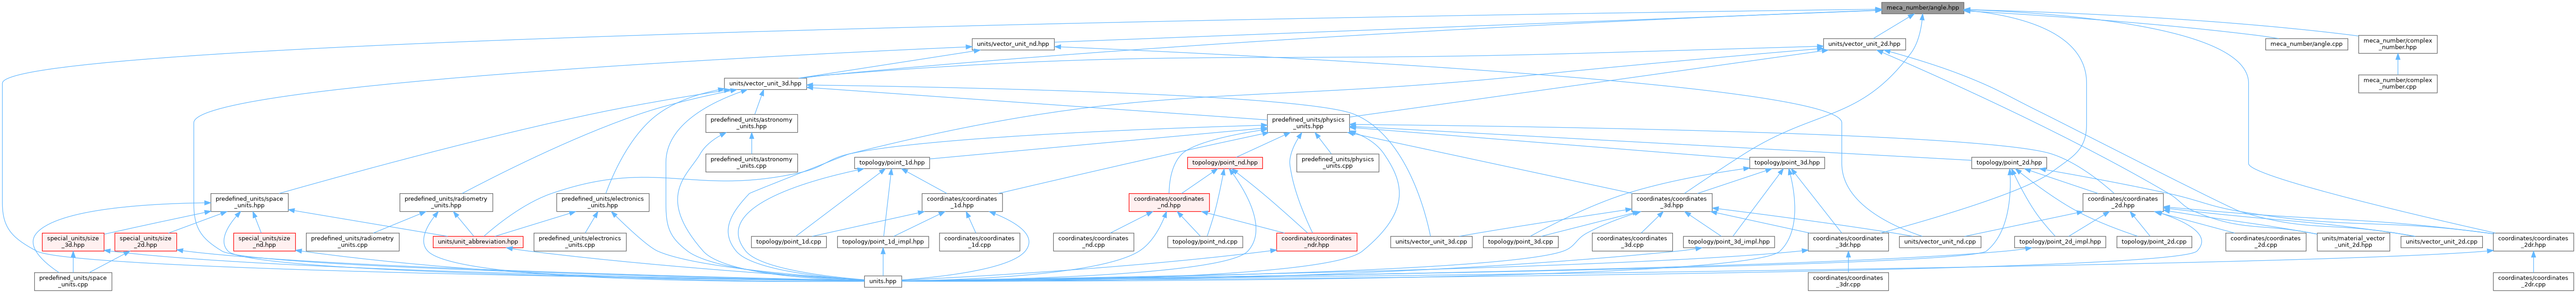 meca_number/angle.hpp
units/vector_unit_nd.hpp
units/vector_unit_2d.hpp
meca_number/angle.cpp
meca_number/complex
_number.hpp
units/vector_unit_3d.hpp
meca_number/complex
_number.cpp
predefined_units/astronomy
_units.hpp
predefined_units/physics
_units.hpp
predefined_units/astronomy
_units.cpp
topology/point_1d.hpp
topology/point_nd.hpp
predefined_units/physics
_units.cpp
topology/point_3d.hpp
topology/point_2d.hpp
predefined_units/space
_units.hpp
predefined_units/radiometry
_units.hpp
predefined_units/electronics
_units.hpp
coordinates/coordinates
_1d.hpp
coordinates/coordinates
_nd.hpp
coordinates/coordinates
_3d.hpp
coordinates/coordinates
_2d.hpp
special_units/size
_3d.hpp
special_units/size
_2d.hpp
special_units/size
_nd.hpp
predefined_units/radiometry
_units.cpp
units/unit_abbreviation.hpp
predefined_units/electronics
_units.cpp
topology/point_1d.cpp
topology/point_1d_impl.hpp
coordinates/coordinates
_1d.cpp
coordinates/coordinates
_nd.cpp
topology/point_nd.cpp
coordinates/coordinates
_ndr.hpp
units/vector_unit_3d.cpp
topology/point_3d.cpp
coordinates/coordinates
_3d.cpp
topology/point_3d_impl.hpp
coordinates/coordinates
_3dr.hpp
units/vector_unit_nd.cpp
topology/point_2d_impl.hpp
topology/point_2d.cpp
coordinates/coordinates
_2d.cpp
units/material_vector
_unit_2d.hpp
units/vector_unit_2d.cpp
coordinates/coordinates
_2dr.hpp
predefined_units/space
_units.cpp
units.hpp
coordinates/coordinates
_3dr.cpp
coordinates/coordinates
_2dr.cpp